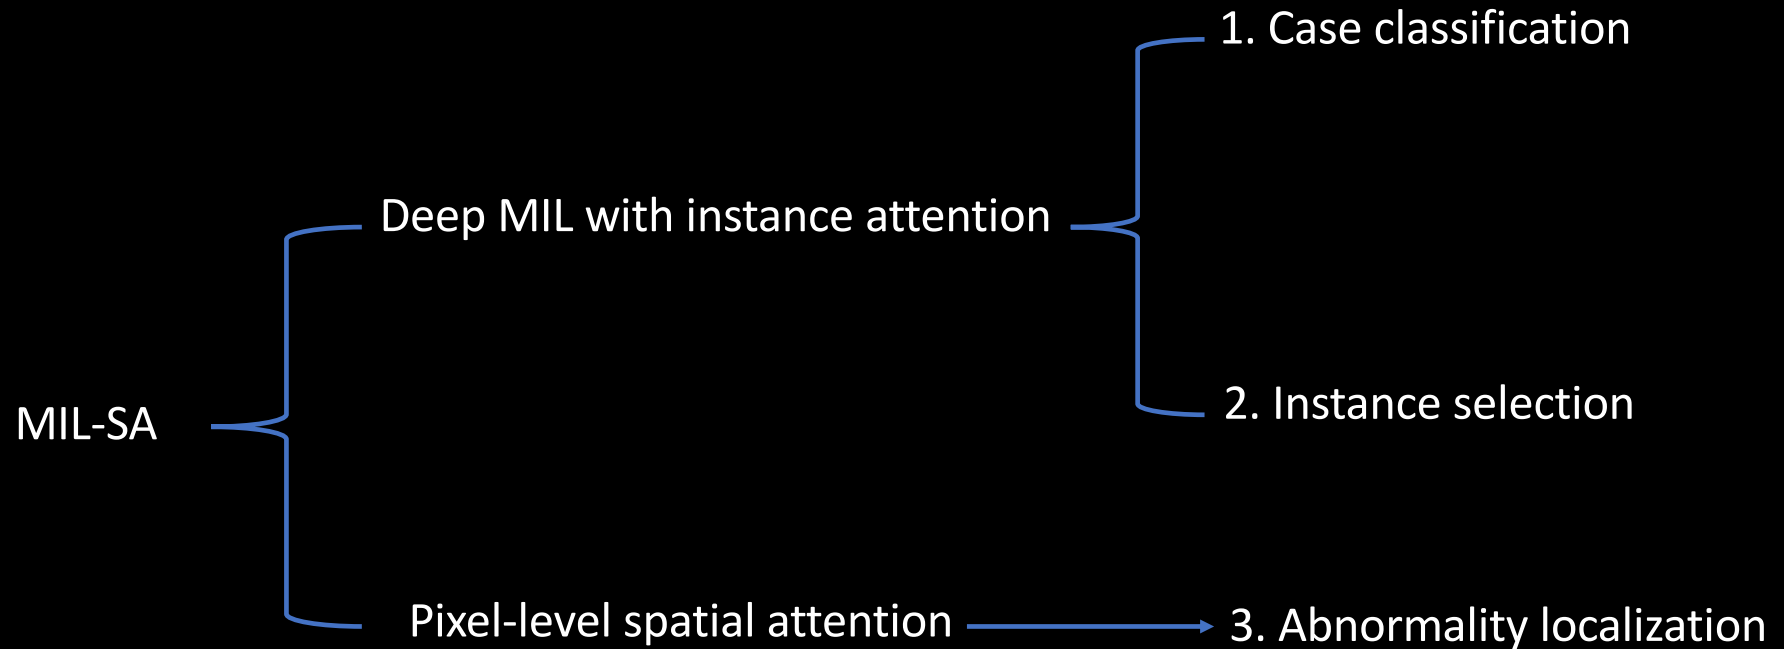 1. Case classification
Deep MIL with instance attention
2. Instance selection
MIL-SA
Pixel-level spatial attention
3. Abnormality localization